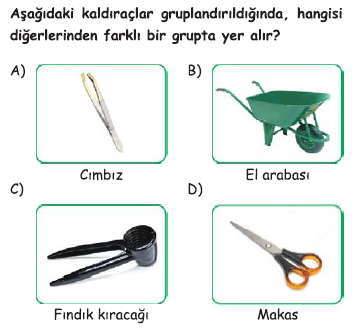 Aşağıdaki kaldıraçlar gruplandırıldığında, hangisi
diğerlerinden farklı bir grupta yer alır?
A)
B)
Cımbız
El arabası
C)
D)
Fındık kıracağı
Makas